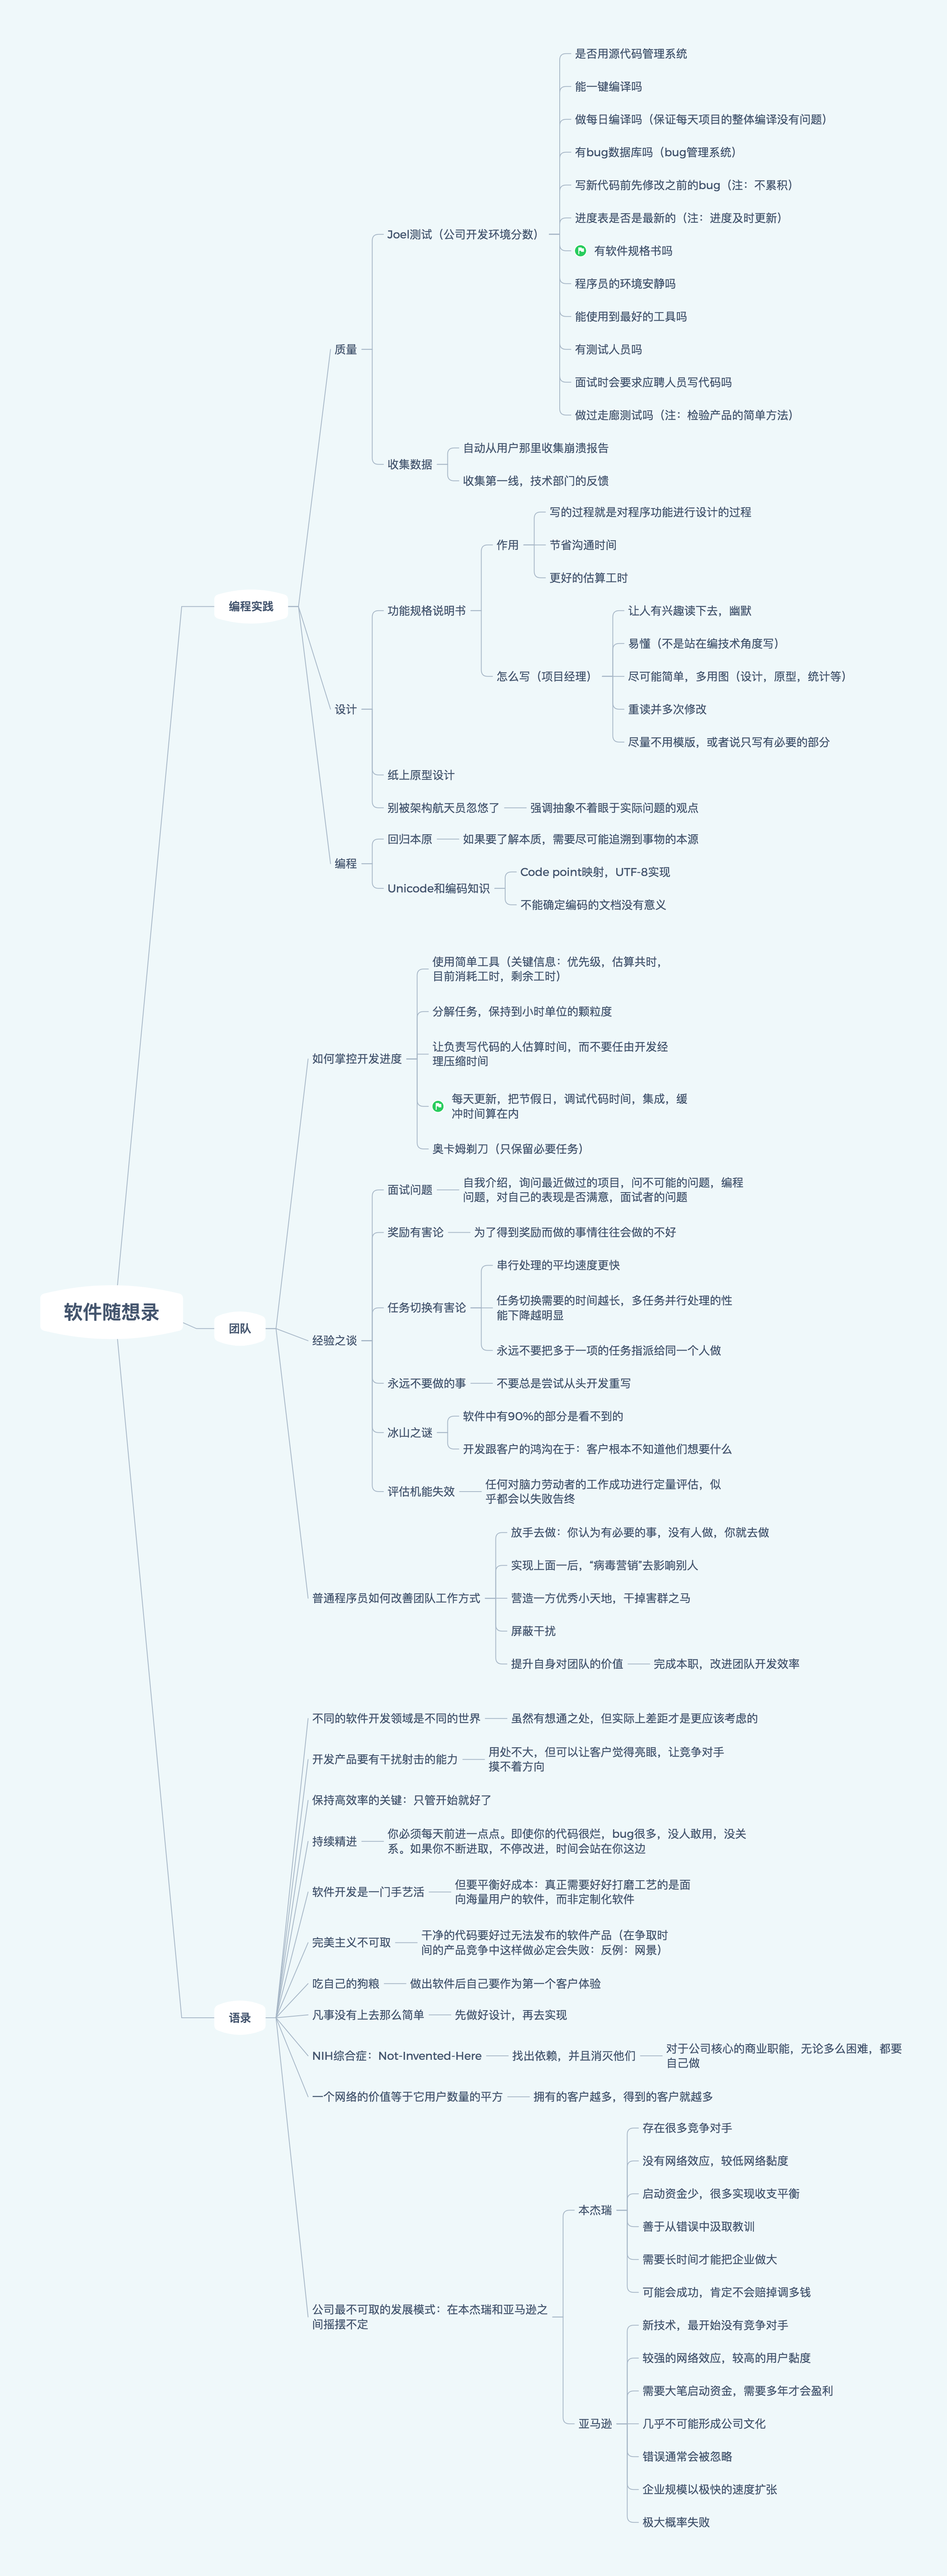 软件随想录
编程实践
质量
Joel测试（公司开发环境分数）
是否用源代码管理系统
能一键编译吗
做每日编译吗（保证每天项目的整体编译没有问题）
有bug数据库吗（bug管理系统）
写新代码前先修改之前的bug（注：不累积）
进度表是否是最新的（注：进度及时更新）
有软件规格书吗
程序员的环境安静吗
能使用到最好的工具吗
有测试人员吗
面试时会要求应聘人员写代码吗
做过走廊测试吗（注：检验产品的简单方法）
收集数据
自动从用户那里收集崩溃报告
收集第一线，技术部门的反馈
设计
功能规格说明书
作用
写的过程就是对程序功能进行设计的过程
节省沟通时间
更好的估算工时
怎么写（项目经理）
让人有兴趣读下去，幽默
易懂（不是站在编技术角度写）
尽可能简单，多用图（设计，原型，统计等）
重读并多次修改
尽量不用模版，或者说只写有必要的部分
纸上原型设计
别被架构航天员忽悠了
强调抽象不着眼于实际问题的观点
编程
回归本原
如果要了解本质，需要尽可能追溯到事物的本源
Unicode和编码知识
Code point映射，UTF-8实现
不能确定编码的文档没有意义
团队
如何掌控开发进度
使用简单工具（关键信息：优先级，估算共时，
目前消耗工时，剩余工时）
分解任务，保持到小时单位的颗粒度
让负责写代码的人估算时间，而不要任由开发经
理压缩时间
每天更新，把节假日，调试代码时间，集成，缓
冲时间算在内
奥卡姆剃刀（只保留必要任务）
经验之谈
面试问题
自我介绍，询问最近做过的项目，问不可能的问题，编程
问题，对自己的表现是否满意，面试者的问题
奖励有害论
为了得到奖励而做的事情往往会做的不好
任务切换有害论
串行处理的平均速度更快
任务切换需要的时间越长，多任务并行处理的性
能下降越明显
永远不要把多于一项的任务指派给同一个人做
永远不要做的事
不要总是尝试从头开发重写
冰山之谜
软件中有90%的部分是看不到的
开发跟客户的鸿沟在于：客户根本不知道他们想要什么
评估机能失效
任何对脑力劳动者的工作成功进行定量评估，似
乎都会以失败告终
普通程序员如何改善团队工作方式
放手去做：你认为有必要的事，没有人做，你就去做
实现上面一后，“病毒营销”去影响别人
营造一方优秀小天地，干掉害群之马
屏蔽干扰
提升自身对团队的价值
完成本职，改进团队开发效率
语录
不同的软件开发领域是不同的世界
虽然有想通之处，但实际上差距才是更应该考虑的
开发产品要有干扰射击的能力
用处不大，但可以让客户觉得亮眼，让竞争对手
摸不着方向
保持高效率的关键：只管开始就好了
持续精进
你必须每天前进一点点。即使你的代码很烂，bug很多，没人敢用，没关
系。如果你不断进取，不停改进，时间会站在你这边
软件开发是一门手艺活
但要平衡好成本：真正需要好好打磨工艺的是面
向海量用户的软件，而非定制化软件
完美主义不可取
干净的代码要好过无法发布的软件产品（在争取时
间的产品竞争中这样做必定会失败：反例：网景）
吃自己的狗粮
做出软件后自己要作为第一个客户体验
凡事没有上去那么简单
先做好设计，再去实现
NIH综合症：Not-Invented-Here
找出依赖，并且消灭他们
对于公司核心的商业职能，无论多么困难，都要
自己做
一个网络的价值等于它用户数量的平方
拥有的客户越多，得到的客户就越多
公司最不可取的发展模式：在本杰瑞和亚马逊之
间摇摆不定
本杰瑞
存在很多竞争对手
没有网络效应，较低网络黏度
启动资金少，很多实现收支平衡
善于从错误中汲取教训
需要长时间才能把企业做大
可能会成功，肯定不会赔掉调多钱
亚马逊
新技术，最开始没有竞争对手
较强的网络效应，较高的用户黏度
需要大笔启动资金，需要多年才会盈利
几乎不可能形成公司文化
错误通常会被忽略
企业规模以极快的速度扩张
极大概率失败